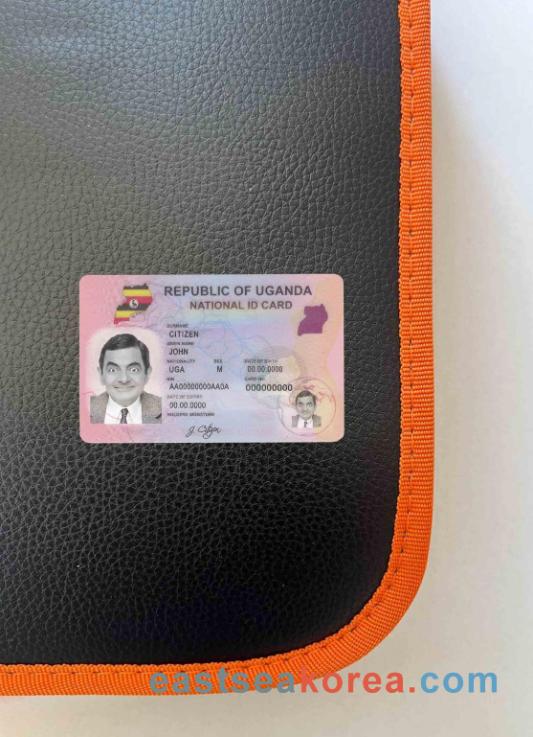 REPUBLIC OF UGANDA
NATIONAL ID CARD
SURNAME
CITIZEN
GIVEN NAME
JOHN
NATIONALITY SEX DATE OF BIRTH
UGA M 00.00.0000
NIN CARD NO.
AA00000000AA0A 000000000
DATE OF EXPIRY
00.00.0000
HOLDER'S SIGNATURE
J. Citizen
eastseakorea.com